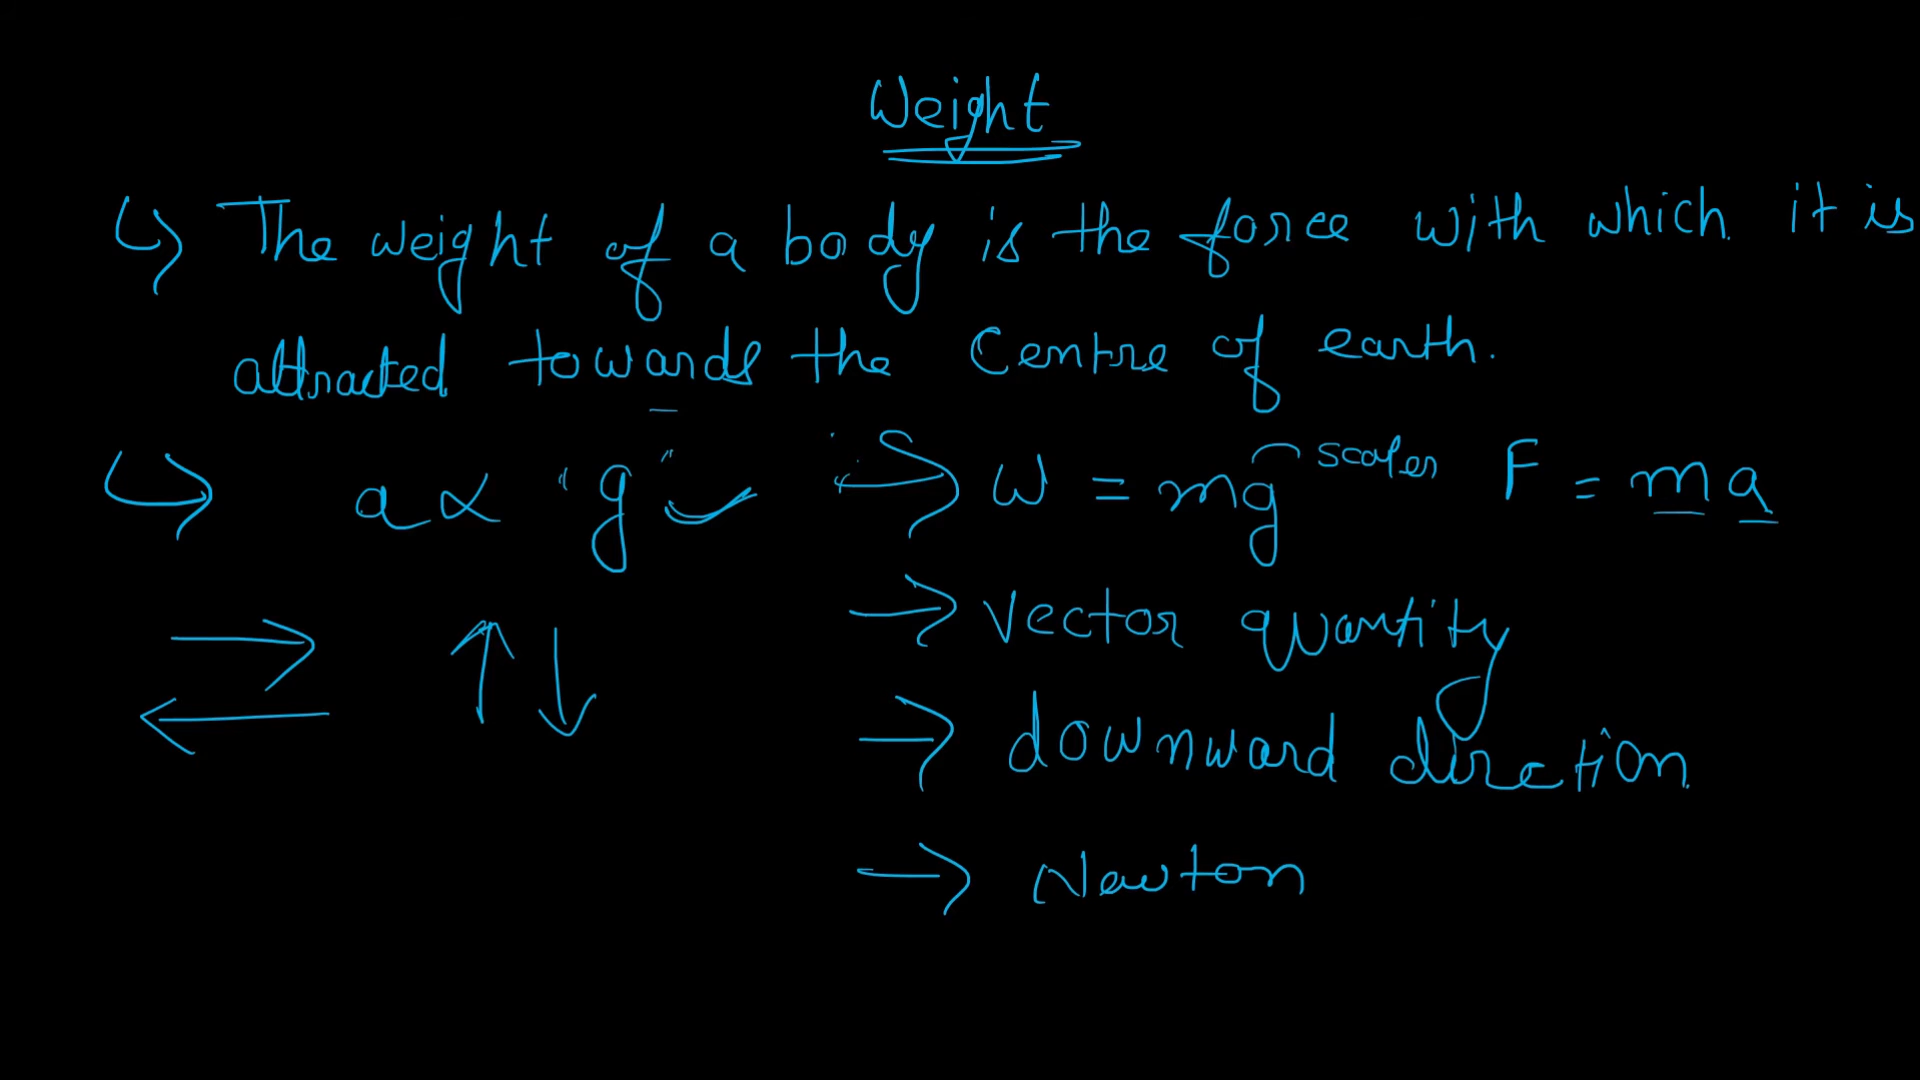 Weight
↪ The weight of a body is the force with which it is
attracted towards the Centre of earth.
↪ a ∝ "g" ✓ → W = mg scaler F = ma
→ Vector quantity
→ downward direction
→ Newton